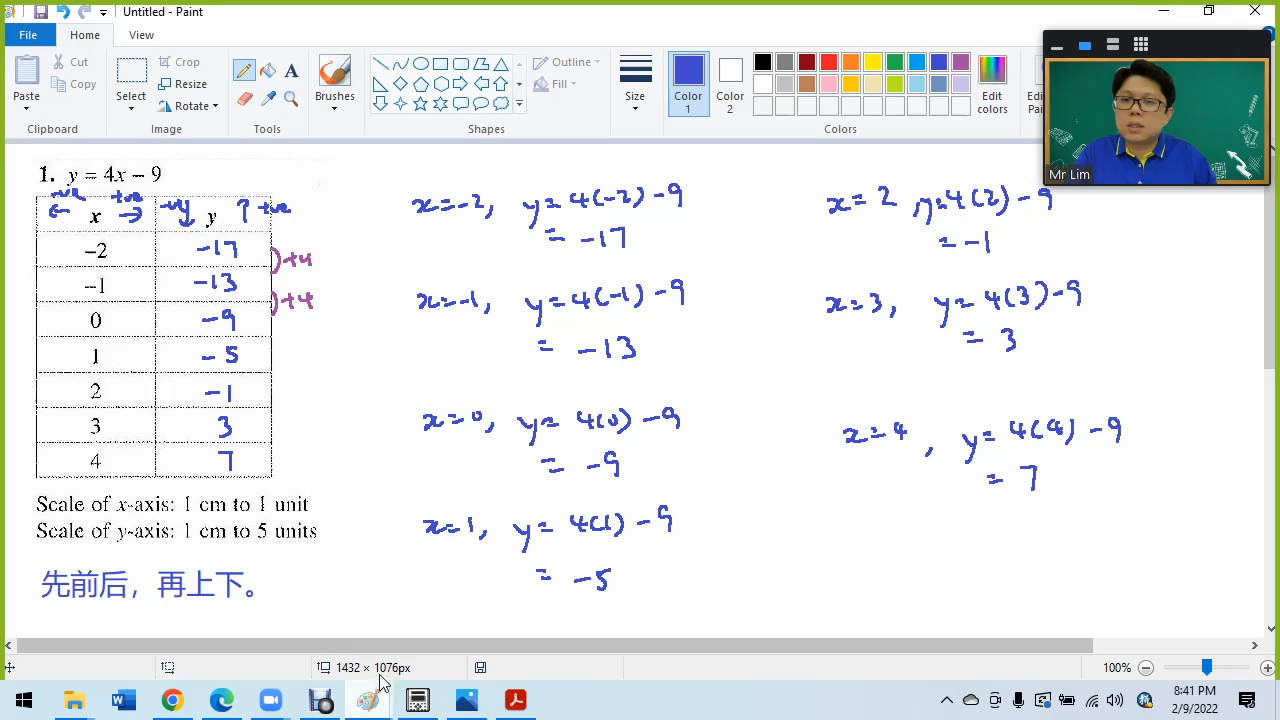 Untitled - Paint
File Home View
Paste
Cut
Copy
Clipboard
Select
Crop
Resize
Rotate
Image
Tools
Brushes
Outline
Fill
Shapes
Size
Color 1
Color 2
Colors
Edit colors
Mr Lim
1. y = 4x − 9
-ve +ve -ve +ve
x y
−2 -17
−1 -13
0 -9
1 -5
2 -1
3 3
4 7
+4
+4
Scale of x-axis: 1 cm to 1 unit
Scale of y-axis: 1 cm to 5 units
先前后，再上下。
x=-2, y=4(-2)-9
= -17
x=-1, y=4(-1)-9
= -13
x=0, y=4(0)-9
= -9
x=1, y=4(1)-9
= -5
x=2, y=4(2)-9
= -1
x=3, y=4(3)-9
= 3
x=4, y=4(4)-9
= 7
1432 × 1076px
100%
8:41 PM
2/9/2022